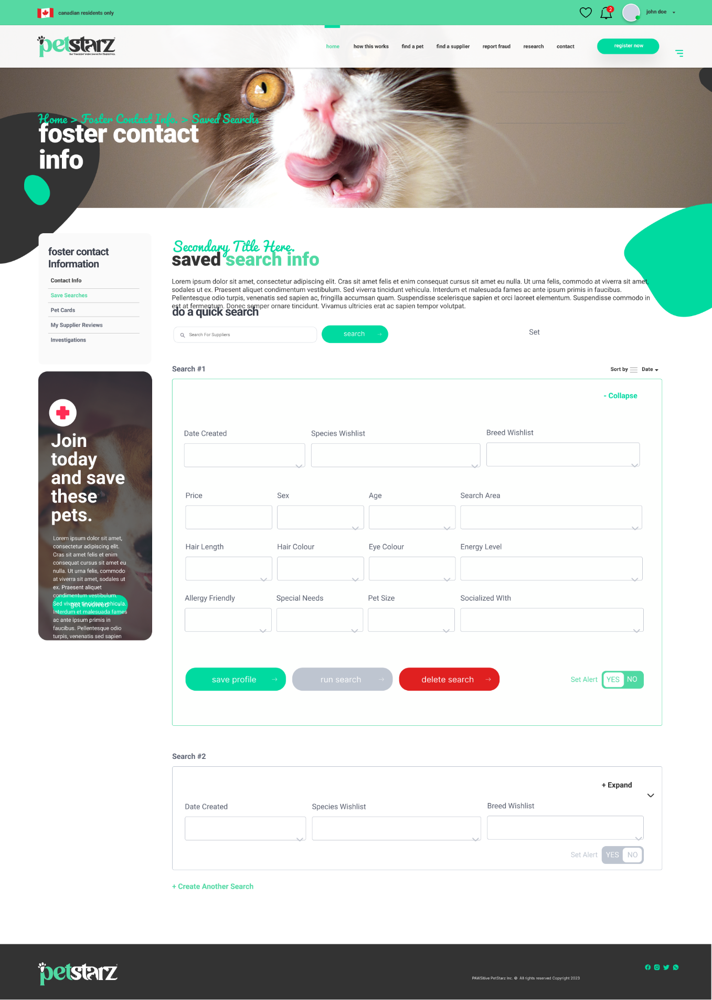 canadian residents only
2
john doe
petstarz
home
how this works
find a pet
find a supplier
report fraud
research
contact
register now
Home > Foster Contact Info. > Saved Searchs
foster contact
info
foster contact
Information
Contact Info
Save Searches
Pet Cards
My Supplier Reviews
Investigations
Join
today
and save
these
pets.
Lorem ipsum dolor sit amet,
consectetur adipiscing elit.
Cras sit amet felis et enim
consequat cursus sit amet eu
nulla. Ut urna felis, commodo
at viverra sit amet, sodales ut
ex. Praesent aliquet
condimentum vestibulum.
Sed viverra tincidunt vehicula.
get involved
Interdum et malesuada fames
ac ante ipsum primis in
faucibus. Pellentesque odio
turpis, venenatis sed sapien
Secondary Title Here.
saved search info
Lorem ipsum dolor sit amet, consectetur adipiscing elit. Cras sit amet felis et enim consequat cursus sit amet eu nulla. Ut urna felis, commodo at viverra sit amet,
sodales ut ex. Praesent aliquet condimentum vestibulum. Sed viverra tincidunt vehicula. Interdum et malesuada fames ac ante ipsum primis in faucibus.
Pellentesque odio turpis, venenatis sed sapien ac, fringilla accumsan quam. Suspendisse scelerisque sapien et orci laoreet elementum. Suspendisse commodo in
est at fermentum. Donec semper ornare tincidunt. Vivamus ultricies erat ac sapien tempor volutpat.
do a quick search
Search For Suppliers
search
Set
Search #1
Sort by
Date
- Collapse
Date Created
Species Wishlist
Breed Wishlist
Price
Sex
Age
Search Area
Hair Length
Hair Colour
Eye Colour
Energy Level
Allergy Friendly
Special Needs
Pet Size
Socialized WIth
save profile
run search
delete search
Set Alert
YES
NO
Search #2
+ Expand
Date Created
Species Wishlist
Breed Wishlist
Set Alert
YES
NO
+ Create Another Search
petstarz
PAWSitive PetStarz Inc. © All rights reserved Copyright 2023